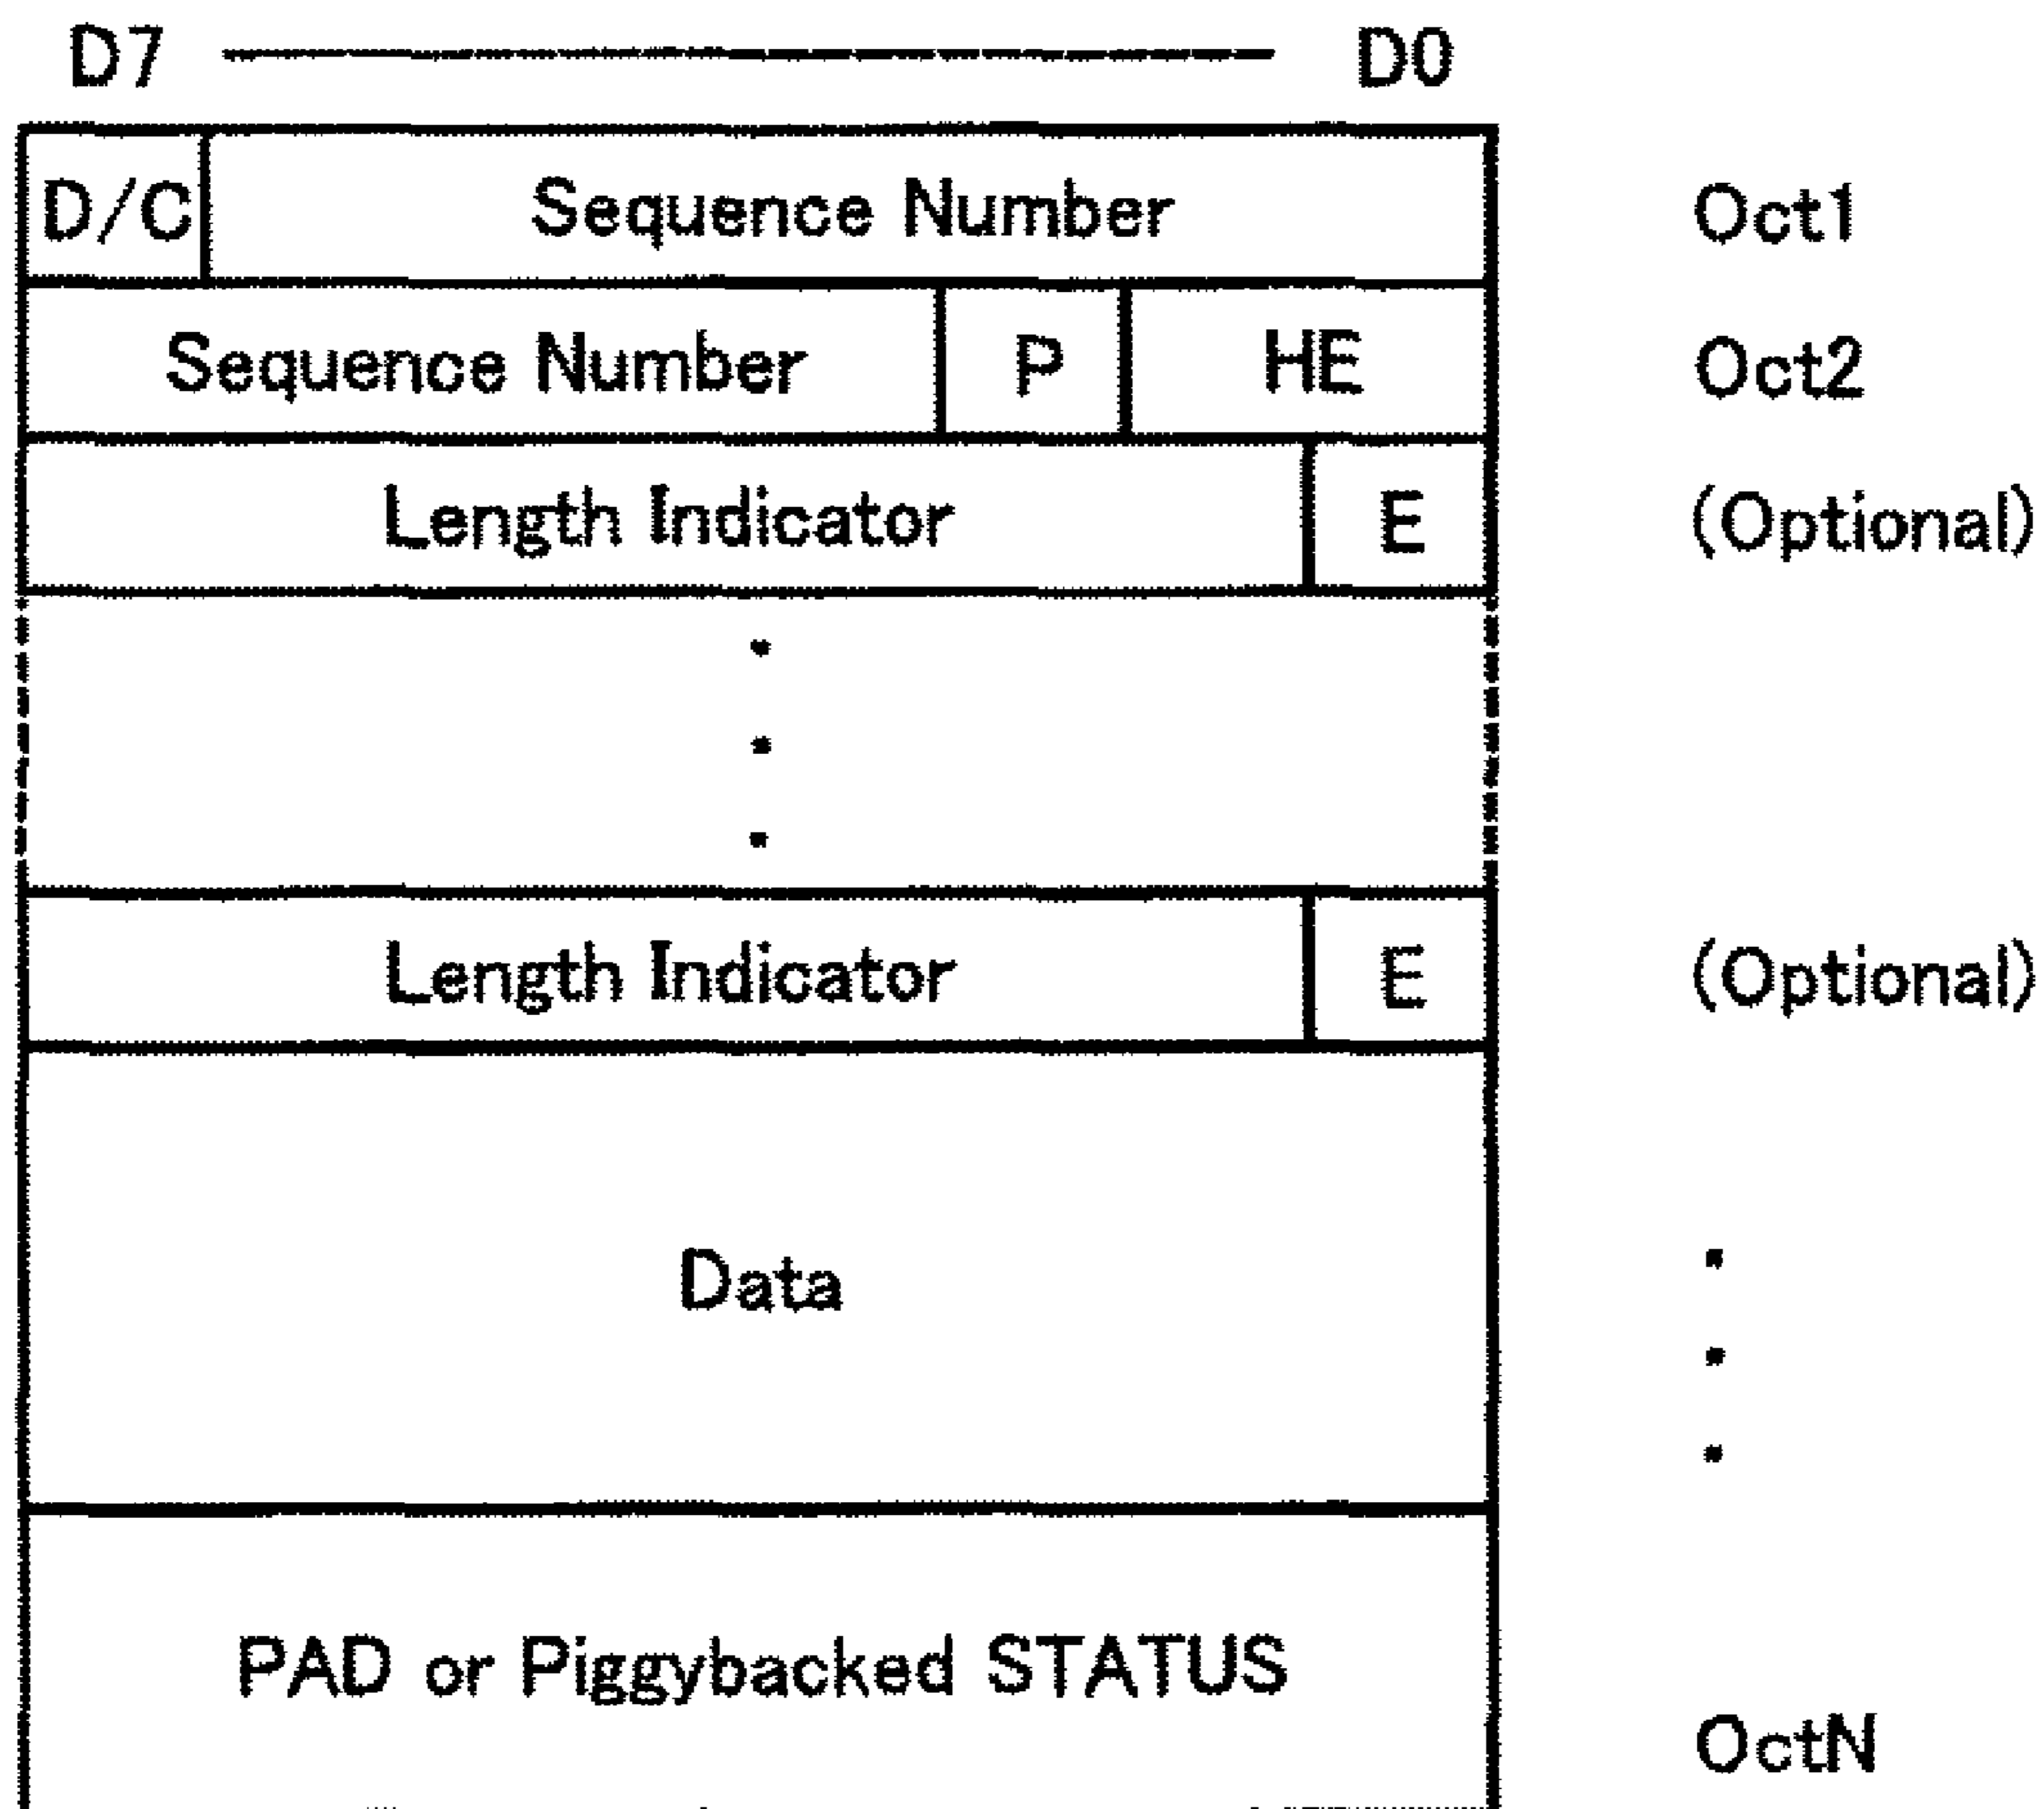 D7 D0
D/C Sequence Number Oct1
Sequence Number P HE Oct2
Length Indicator E (Optional)
Length Indicator E (Optional)
Data
PAD or Piggybacked STATUS
OctN